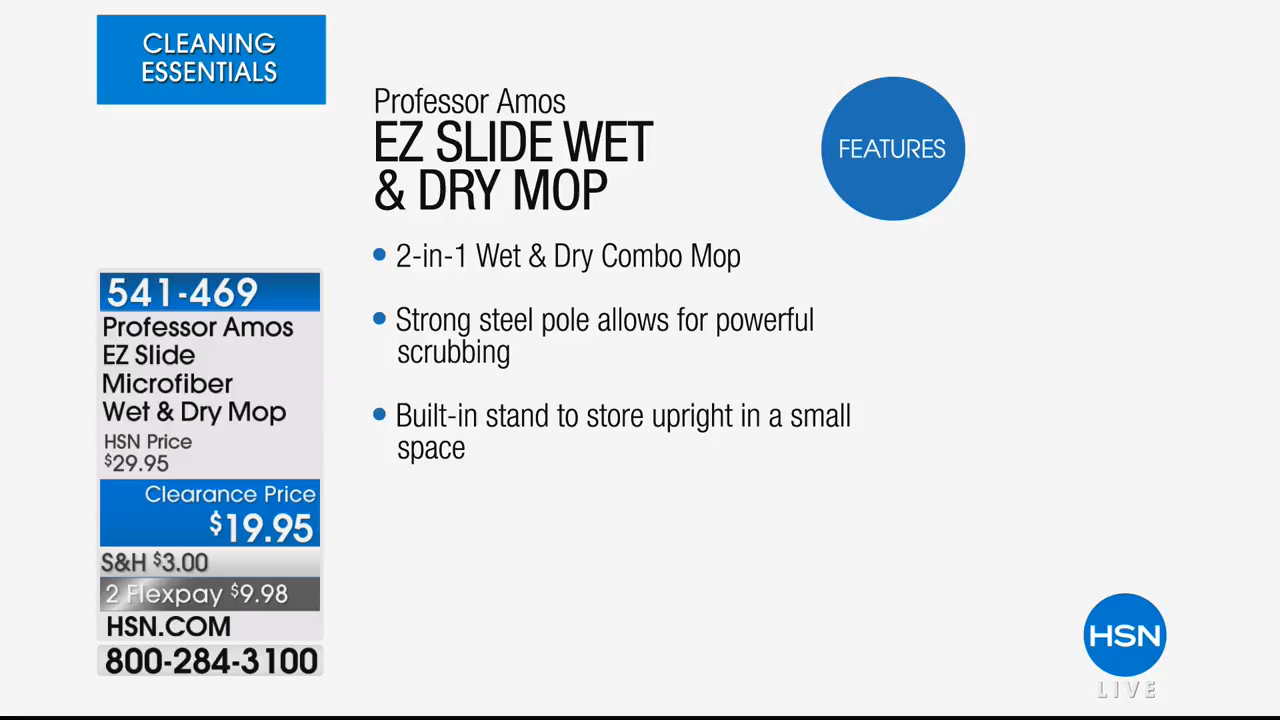 CLEANING
ESSENTIALS
Professor Amos
EZ SLIDE WET
& DRY MOP
FEATURES
• 2-in-1 Wet & Dry Combo Mop
• Strong steel pole allows for powerful
scrubbing
• Built-in stand to store upright in a small
space
541-469
Professor Amos
EZ Slide
Microfiber
Wet & Dry Mop
HSN Price
$29.95
Clearance Price
$19.95
S&H $3.00
2 Flexpay $9.98
HSN.COM
800-284-3100
HSN
LIVE